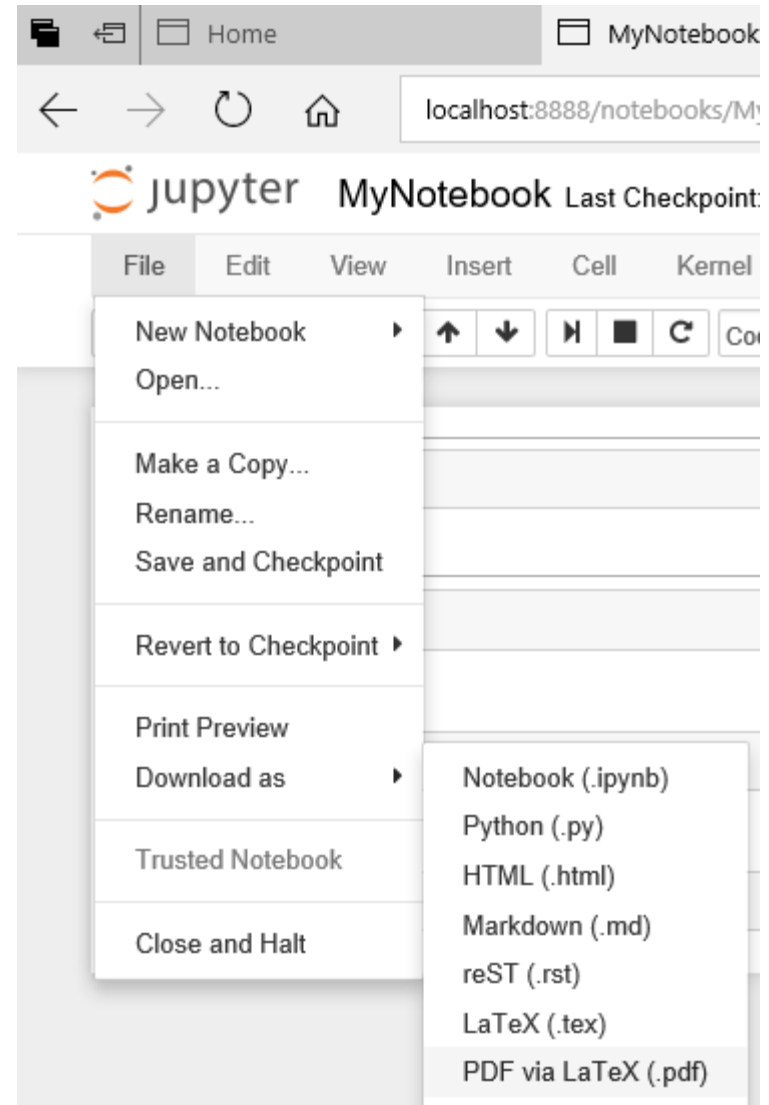 Home MyNotebook
localhost:8888/notebooks/My
jupyter MyNotebook Last Checkpoint:
File Edit View Insert Cell Kernel
New Notebook
Open...
Make a Copy...
Rename...
Save and Checkpoint
Revert to Checkpoint
Print Preview
Download as
Trusted Notebook
Close and Halt
Notebook (.ipynb)
Python (.py)
HTML (.html)
Markdown (.md)
reST (.rst)
LaTeX (.tex)
PDF via LaTeX (.pdf)